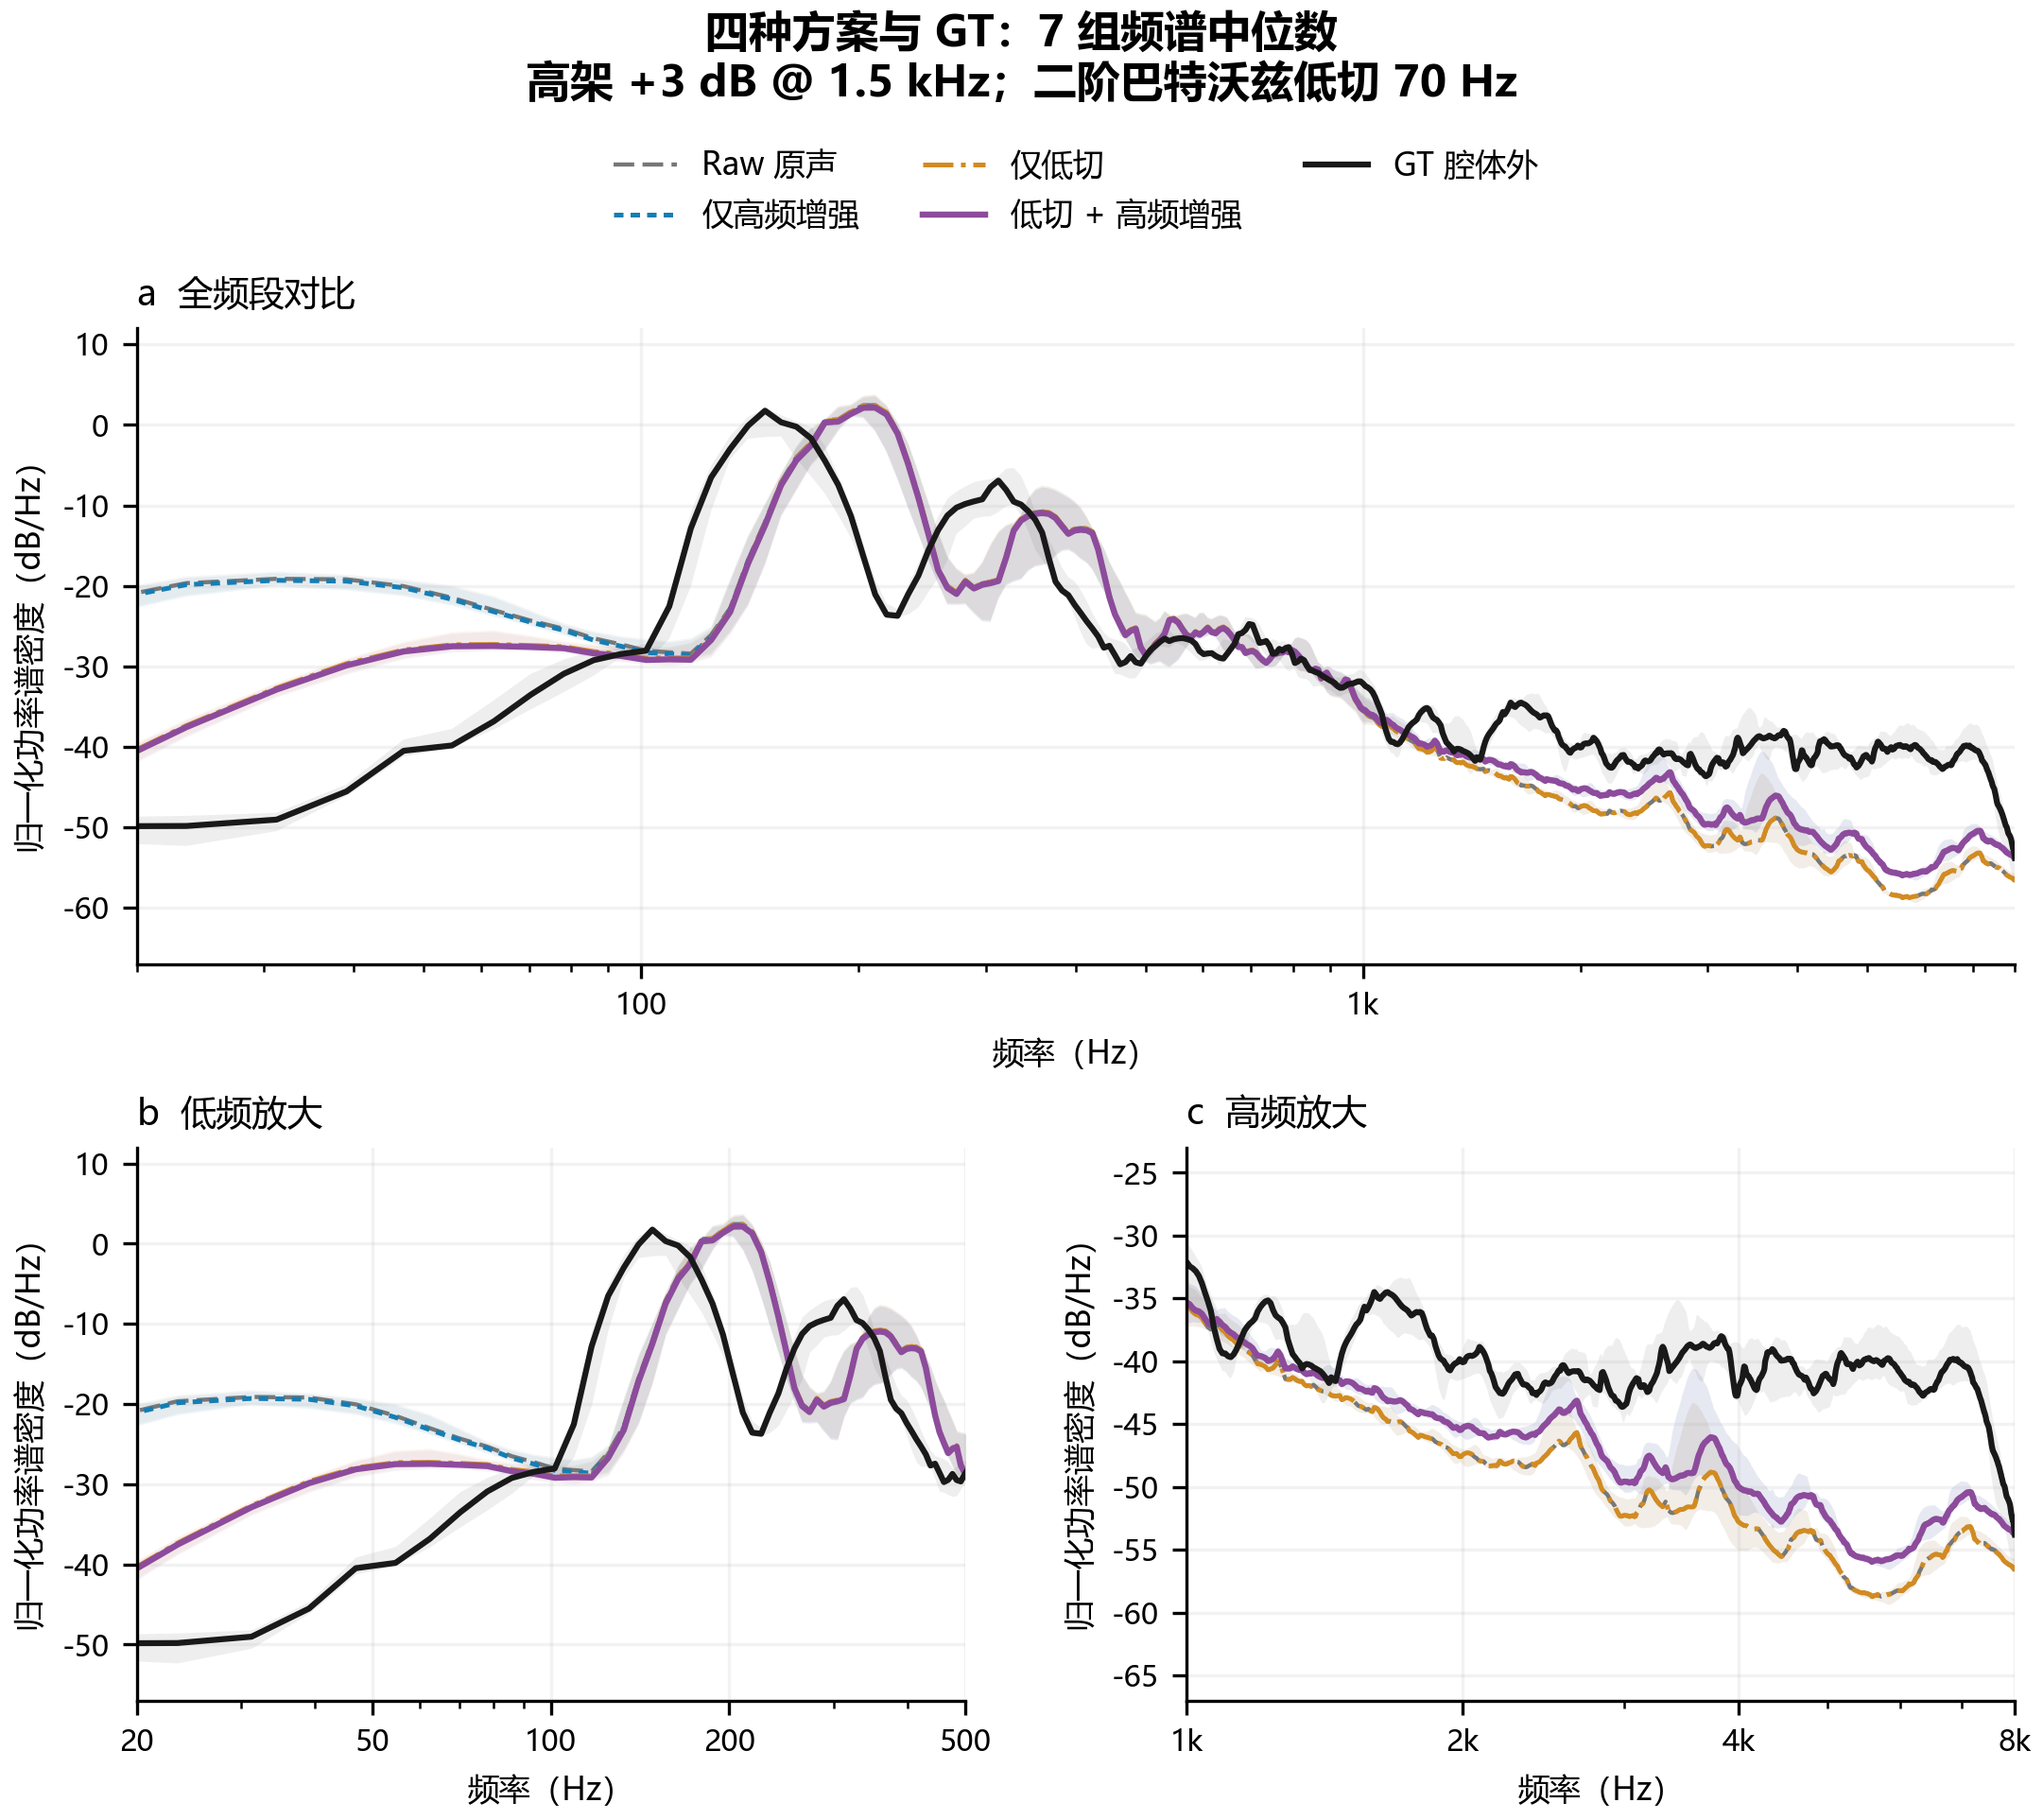 四种方案与 GT：7 组频谱中位数
高架 +3 dB @ 1.5 kHz；二阶巴特沃兹低切 70 Hz
Raw 原声
仅低切
GT 腔体外
仅高频增强
低切 + 高频增强
a 全频段对比
归一化功率谱密度（dB/Hz）
10
0
-10
-20
-30
-40
-50
-60
100
1k
频率（Hz）
b 低频放大
归一化功率谱密度（dB/Hz）
10
0
-10
-20
-30
-40
-50
20
50
100
200
500
频率（Hz）
c 高频放大
归一化功率谱密度（dB/Hz）
-25
-30
-35
-40
-45
-50
-55
-60
-65
1k
2k
4k
8k
频率（Hz）